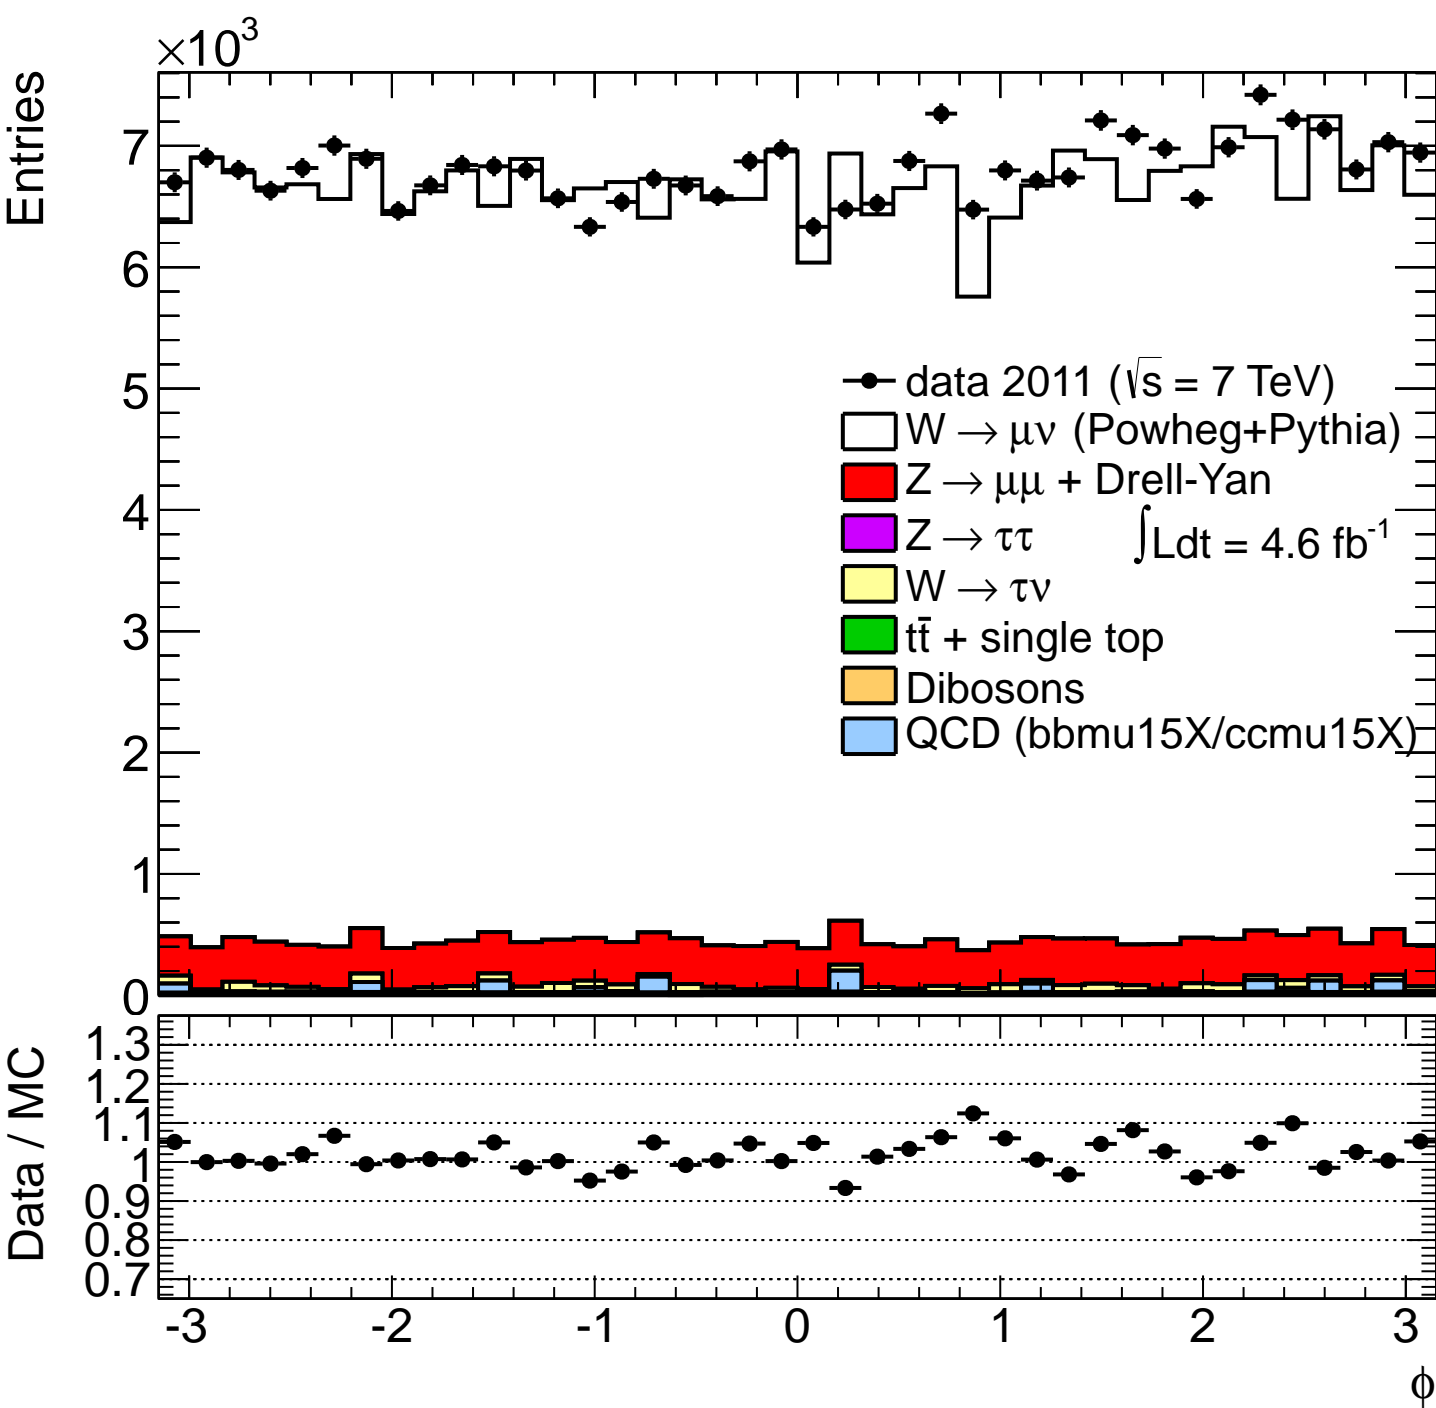 ×10³
Entries
7
6
5
4
3
2
1
0
data 2011 (√s = 7 TeV)
W → μν (Powheg+Pythia)
Z → μμ + Drell-Yan
Z → ττ
∫Ldt = 4.6 fb⁻¹
W → τν
tt̄ + single top
Dibosons
QCD (bbmu15X/ccmu15X)
Data / MC
1.3
1.2
1.1
1
0.9
0.8
0.7
-3 -2 -1 0 1 2 3
ϕ